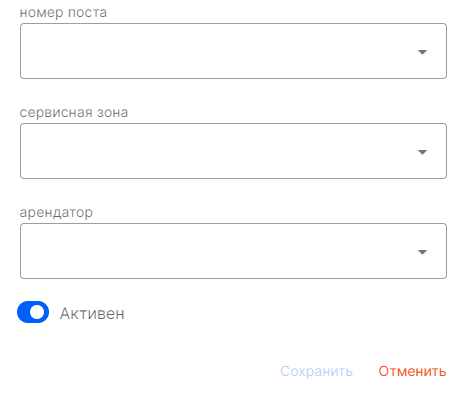 номер поста
сервисная зона
арендатор
Активен
Сохранить Отменить